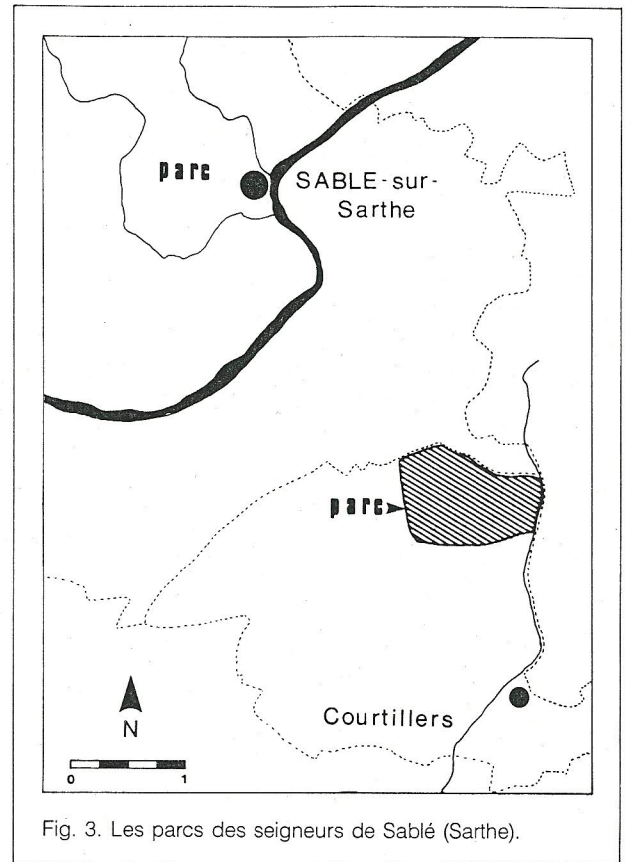 parc
SABLE-sur-
Sarthe
parc
Courtillers
N
0 1
Fig. 3. Les parcs des seigneurs de Sablé (Sarthe).